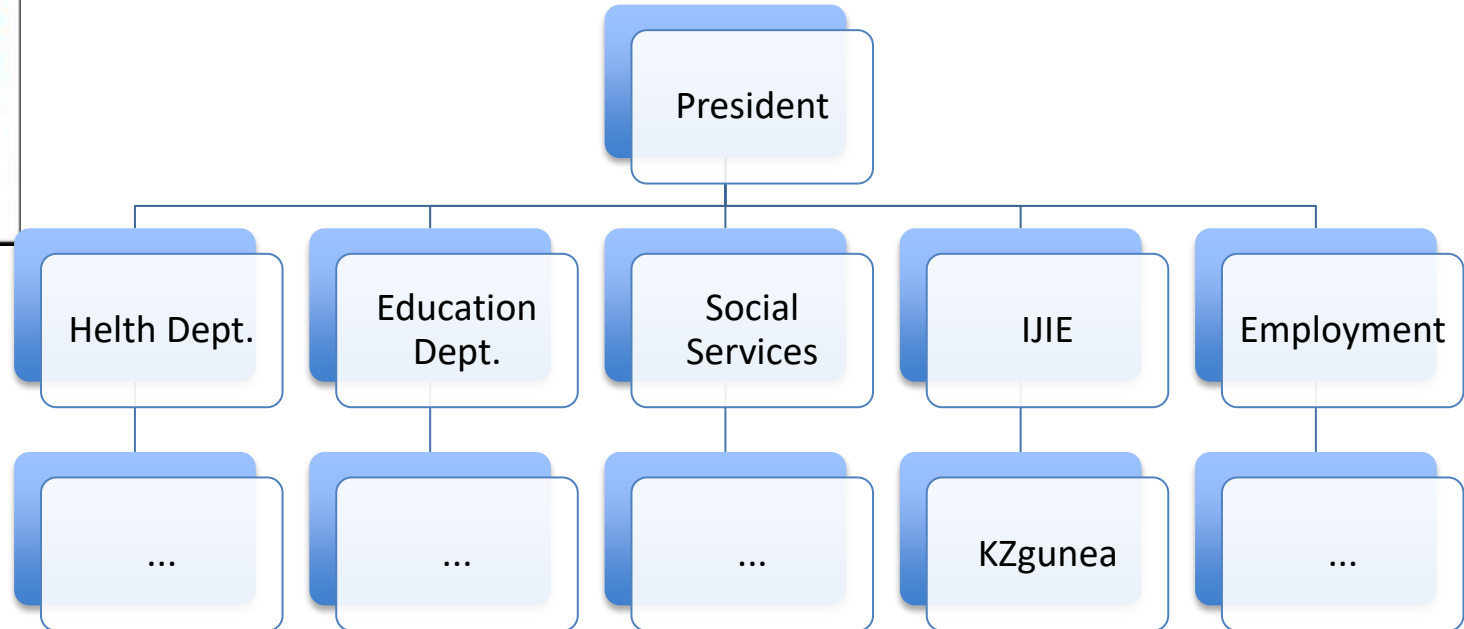 President
Helth Dept.
Education
Dept.
Social
Services
IJIE
Employment
...
...
...
KZgunea
...